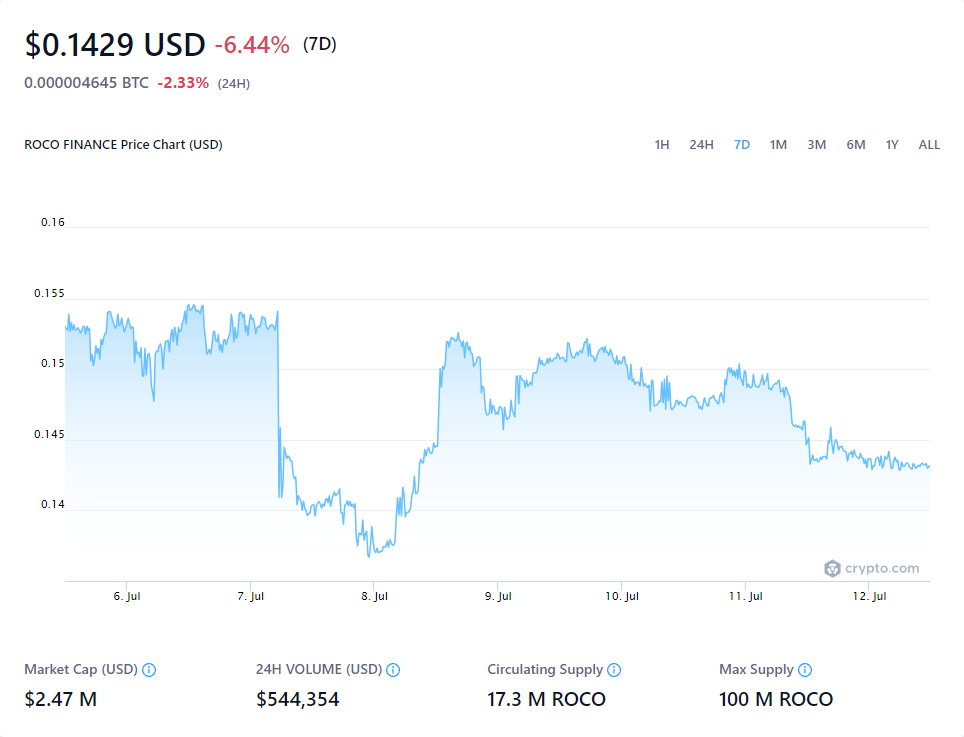 $0.1429 USD -6.44% (7D)
0.000004645 BTC -2.33% (24H)
ROCO FINANCE Price Chart (USD)
1H 24H 7D 1M 3M 6M 1Y ALL
0.16
0.155
0.15
0.145
0.14
crypto.com
6. Jul 7. Jul 8. Jul 9. Jul 10. Jul 11. Jul 12. Jul
Market Cap (USD) 24H VOLUME (USD) Circulating Supply Max Supply
$2.47 M $544,354 17.3 M ROCO 100 M ROCO